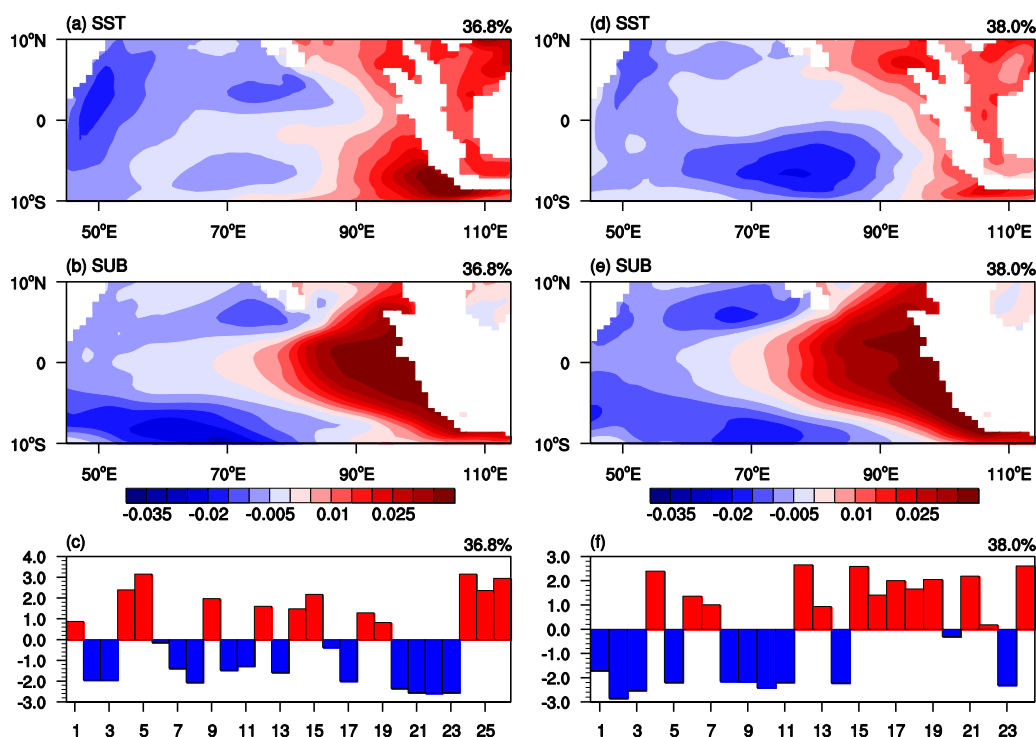 (a) SST 36.8%
10°N
0
10°S
50°E 70°E 90°E 110°E
(d) SST 38.0%
10°N
0
10°S
50°E 70°E 90°E 110°E
(b) SUB 36.8%
10°N
0
10°S
50°E 70°E 90°E 110°E
(e) SUB 38.0%
10°N
0
10°S
50°E 70°E 90°E 110°E
-0.035 -0.02 -0.005 0.01 0.025
-0.035 -0.02 -0.005 0.01 0.025
(c) 36.8%
4.0
3.0
2.0
1.0
0.0
-1.0
-2.0
-3.0
1 3 5 7 9 11 13 15 17 19 21 23 25
(f) 38.0%
3.0
2.0
1.0
0.0
-1.0
-2.0
-3.0
1 3 5 7 9 11 13 15 17 19 21 23